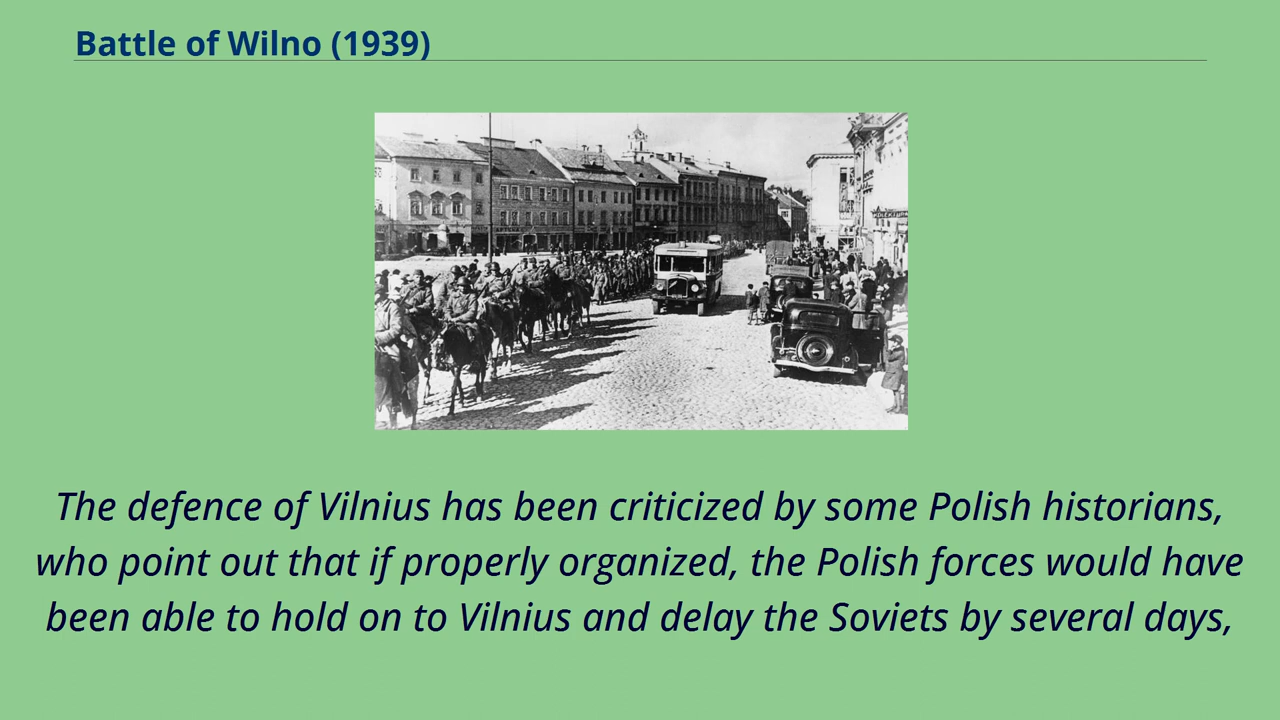 Battle of Wilno (1939)
The defence of Vilnius has been criticized by some Polish historians,
who point out that if properly organized, the Polish forces would have
been able to hold on to Vilnius and delay the Soviets by several days,